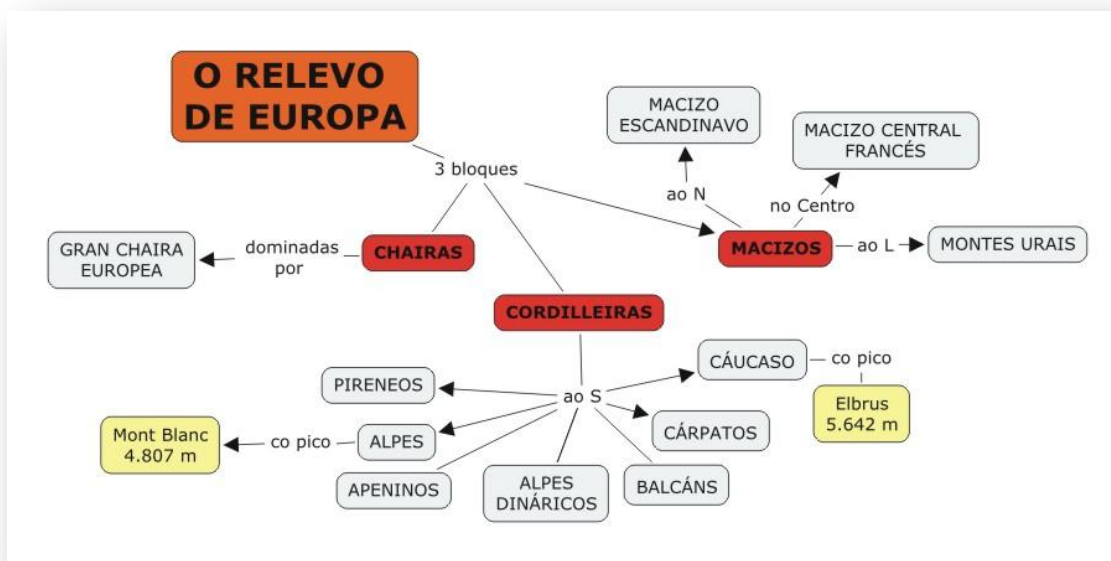 O RELEVO
DE EUROPA
3 bloques
MACIZO
ESCANDINAVO
MACIZO CENTRAL
FRANCÉS
ao N
no Centro
MACIZOS
ao L
MONTES URAIS
CHAIRAS
dominadas
por
GRAN CHAIRA
EUROPEA
CORDILLEIRAS
ao S
PIRENEOS
ALPES
co pico
Mont Blanc
4.807 m
APENINOS
ALPES
DINÁRICOS
BALCÁNS
CÁRPATOS
CÁUCASO
co pico
Elbrus
5.642 m